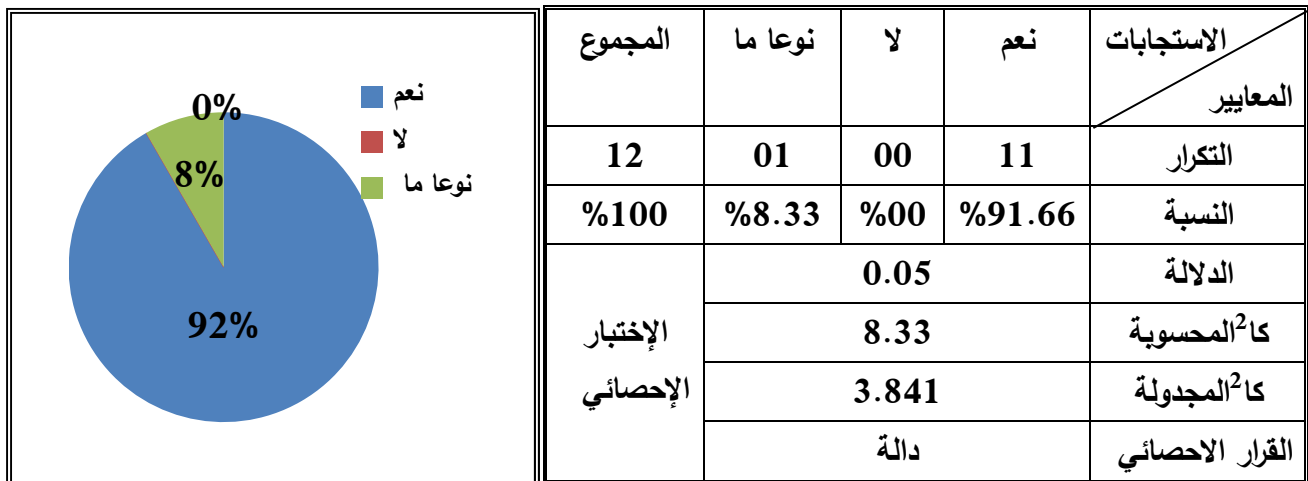 0%
8%
92%
نعم
لا
نوعا ما
الاستجابات نعم لا نوعا ما المجموع
المعايير
التكرار 11 00 01 12
النسبة %91.66 %00 %8.33 %100
الدلالة 0.05
كا²المحسوبة 8.33
الإختبار
كا²المجدولة 3.841
الإحصائي
القرار الاحصائي دالة